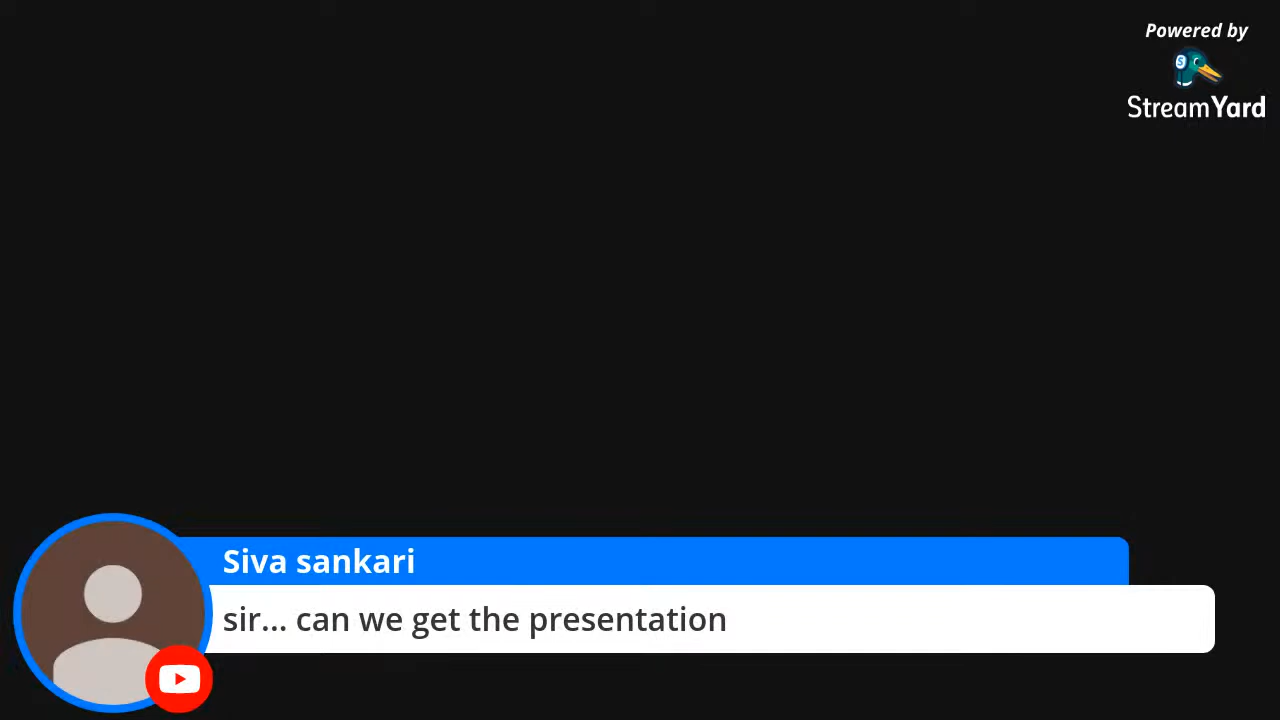 Powered by
S
StreamYard
Siva sankari
sir... can we get the presentation